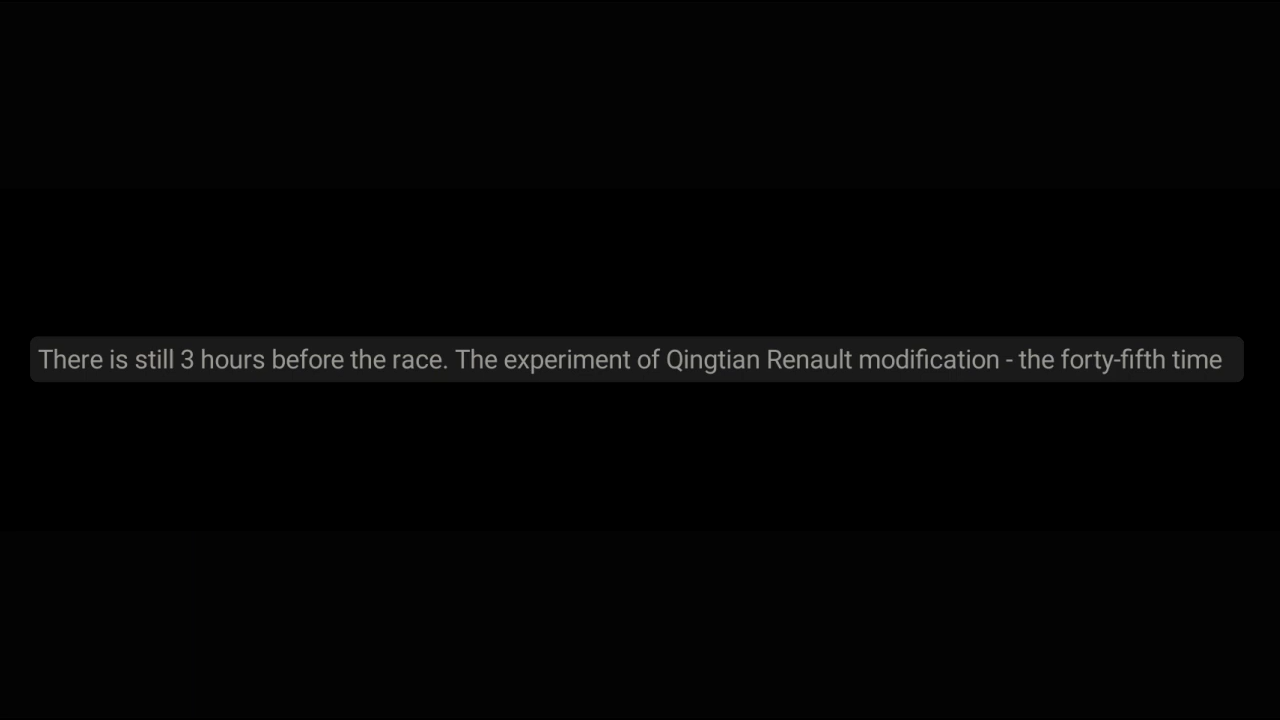 There is still 3 hours before the race. The experiment of Qingtian Renault modification - the forty-fifth time